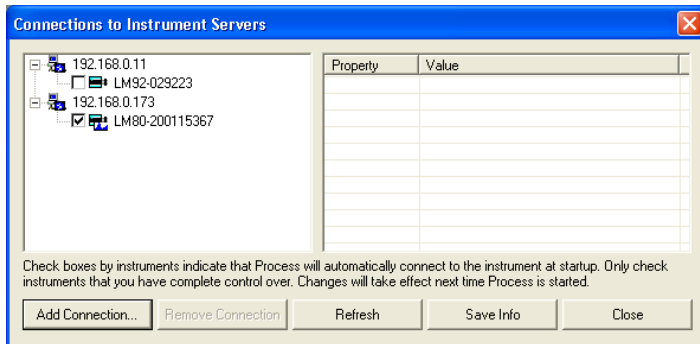 Connections to Instrument Servers
192.168.0.11
LM92-029223
192.168.0.173
LM80-200115367
Property Value
Check boxes by instruments indicate that Process will automatically connect to the instrument at startup. Only check
instruments that you have complete control over. Changes will take effect next time Process is started.
Add Connection... Remove Connection Refresh Save Info Close